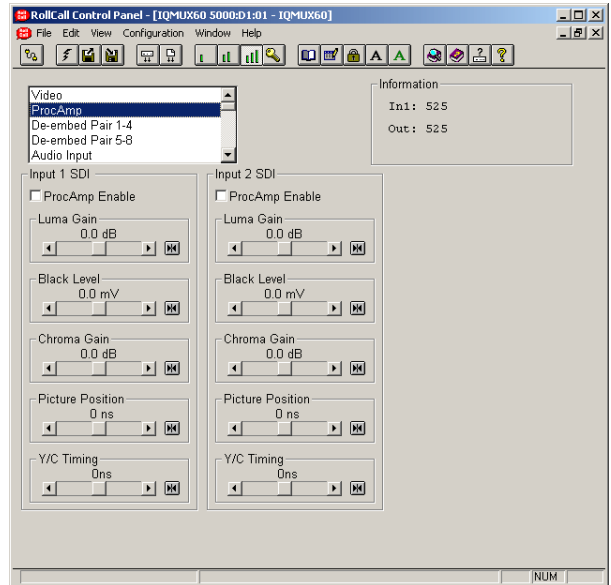 RollCall Control Panel - [IQMUX60 5000:D1:01 - IQMUX60]
File Edit View Configuration Window Help
A A
Video
ProcAmp
De-embed Pair 1-4
De-embed Pair 5-8
Audio Input
Information
In1: 525
Out: 525
Input 1 SDI
ProcAmp Enable
Luma Gain
0.0 dB
Black Level
0.0 mV
Chroma Gain
0.0 dB
Picture Position
0 ns
Y/C Timing
0ns
Input 2 SDI
ProcAmp Enable
Luma Gain
0.0 dB
Black Level
0.0 mV
Chroma Gain
0.0 dB
Picture Position
0 ns
Y/C Timing
0ns
NUM